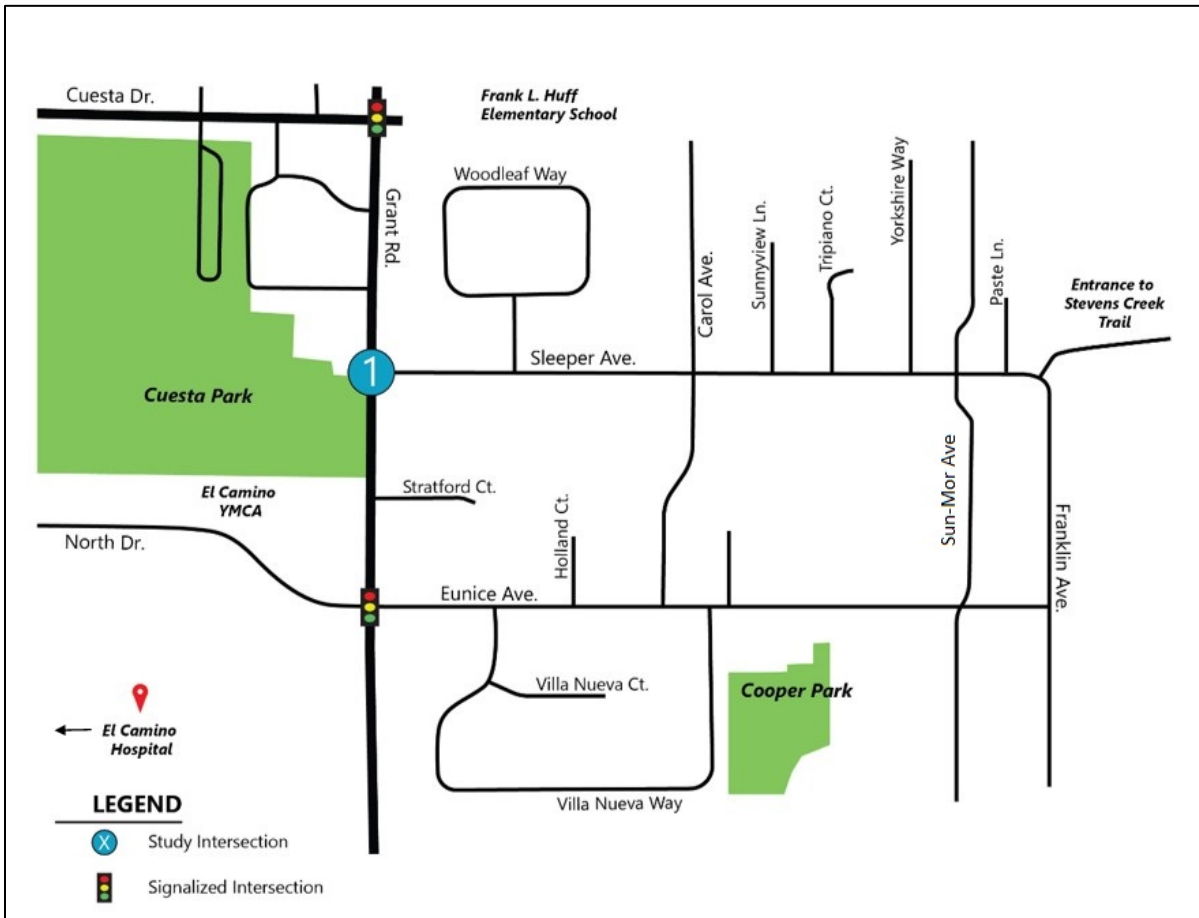 Cuesta Dr.
Frank L. Huff
Elementary School
Woodleaf Way
Grant Rd.
Carol Ave.
Sunnyview Ln.
Tripiano Ct.
Yorkshire Way
Paste Ln.
Entrance to
Stevens Creek
Trail
1
Sleeper Ave.
Cuesta Park
El Camino
YMCA
Stratford Ct.
North Dr.
Holland Ct.
Sun-Mor Ave
Franklin Ave.
Eunice Ave.
Villa Nueva Ct.
Cooper Park
El Camino
Hospital
Villa Nueva Way
LEGEND
X Study Intersection
Signalized Intersection